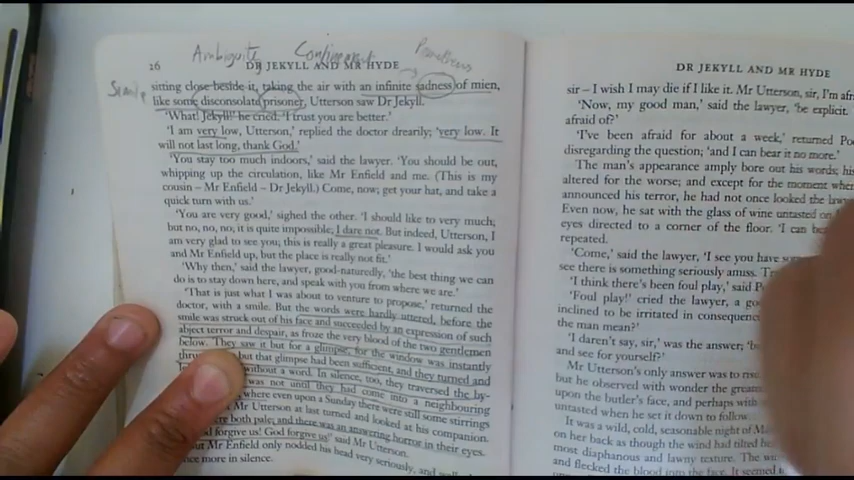 Ambiguity Confinement
26 DR JEKYLL AND MR HYDE
sitting close beside it, taking the air with an infinite sadness of mien,
like some disconsolate prisoner, Utterson saw Dr Jekyll.
'What! Jekyll!' he cried. 'I trust you are better.'
'I am very low, Utterson,' replied the doctor drearily, 'very low. It
will not last long, thank God.'
'You stay too much indoors,' said the lawyer. 'You should be out,
whipping up the circulation, like Mr Enfield and me. (This is my
cousin – Mr Enfield – Dr Jekyll.) Come, now; get your hat, and take a
quick turn with us.'
'You are very good,' sighed the other. 'I should like to very much;
but no, no, no; it is quite impossible; I dare not. But indeed, Utterson, I
am very glad to see you; this is really a great pleasure. I would ask you
and Mr Enfield up, but the place is really not fit.'
'Why then,' said the lawyer, good-naturedly, 'the best thing we can
do is to stay down here, and speak with you from where we are.'
'That is just what I was about to venture to propose,' returned the
doctor, with a smile. But the words were hardly uttered, before the
smile was struck out of his face and succeeded by an expression of such
abject terror and despair, as froze the very blood of the two gentlemen
below. They saw it but for a glimpse, for the window was instantly
but that glimpse had been sufficient, and they turned and
without a word. In silence, too, they traversed the by-
was not until they had come into a neighbouring
where even upon a Sunday there were still some stirrings
Mr Utterson at last turned and looked at his companion.
were both pale; and there was an answering horror in their eyes.
forgive us! God forgive us!' said Mr Utterson.
But Mr Enfield only nodded his head very seriously, and
once more in silence.
DR JEKYLL AND MR HYDE
sir – I wish I may die if I like it. Mr Utterson, sir, I'm
'Now, my good man,' said the lawyer, 'be explicit.
afraid of?'
'I've been afraid for about a week,' returned
disregarding the question; 'and I can bear it no more.'
The man's appearance amply bore out his words; his
altered for the worse; and except for the moment when
announced his terror, he had not once looked the
Even now, he sat with the glass of wine untasted on
eyes directed to a corner of the floor. 'I can
repeated.
'Come,' said the lawyer, 'I see you have
see there is something seriously amiss.
'I think there's been foul play,' said
'Foul play!' cried the lawyer, a
inclined to be irritated in consequence
the man mean?'
'I daren't say, sir,' was the answer;
and see for yourself?'
Mr Utterson's only answer was to
but he observed with wonder the
upon the butler's face, and perhaps with
untasted when he set it down to follow.
It was a wild, cold, seasonable night of
on her back as though the wind had tilted
most diaphanous and lawny texture. The
and flecked the blood into the face. It seemed